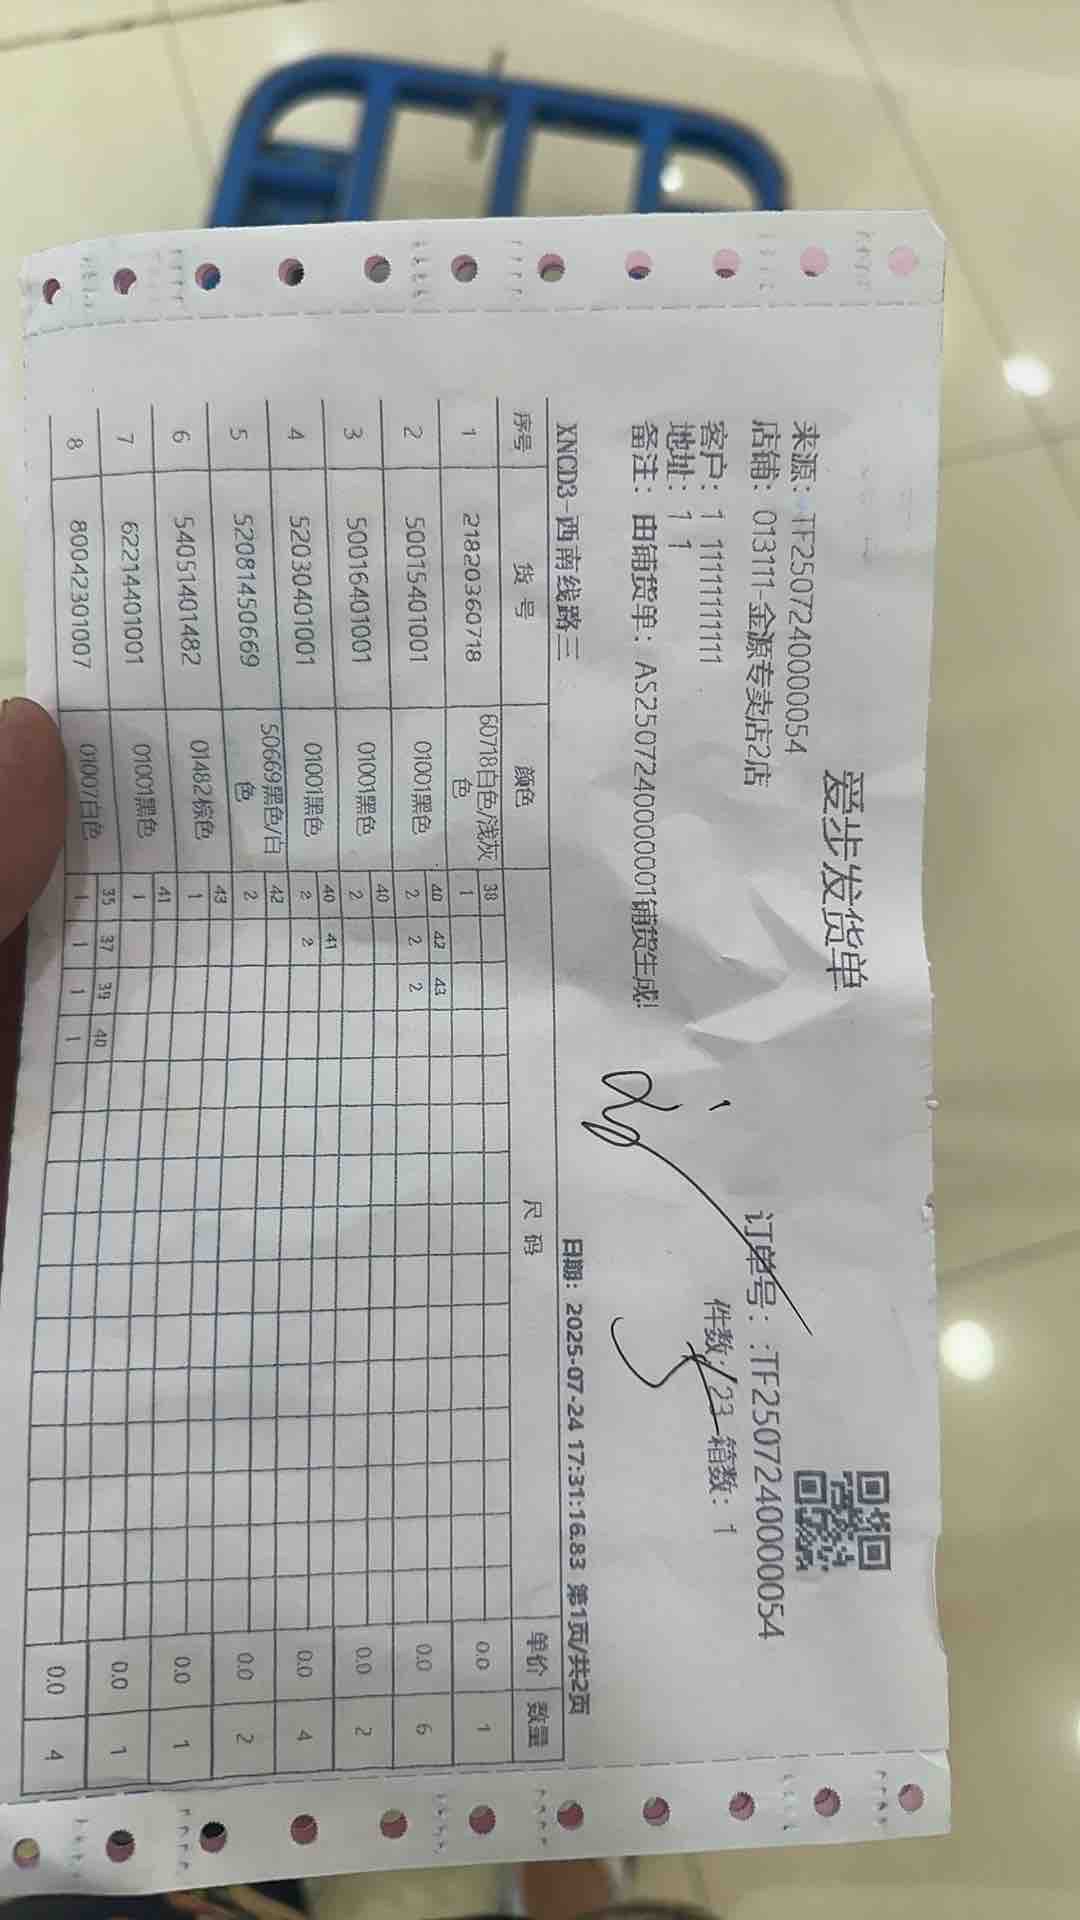 爱步发货单
来源：TF2507240000054
订单号：:TF2507240000054
店铺：013111-金源专卖店2店
件数:/23 箱数：1
客户：1 11111111111
地址：1 1
备注：由铺货单：AS2507240000001铺货生成!
XNCD3-西南线路三 日期：2025-07-24 17:31:16.83 第1页/共2页
序号 货号 颜色 尺码 单价 数量
38
1 21820360718 60718白色/浅灰色 1 0.0 1
40 42 43
2 50015401001 01001黑色 2 2 2 0.0 6
40
3 50016401001 01001黑色 2 0.0 2
40 41
4 52030401001 01001黑色 2 2 0.0 4
42
5 52081450669 50669黑色/白色 2 0.0 2
43
6 54051401482 01482棕色 1 0.0 1
41
7 62214401001 01001黑色 1 0.0 1
35 37 39 40
8 80042301007 01007白色 1 1 1 1 0.0 4